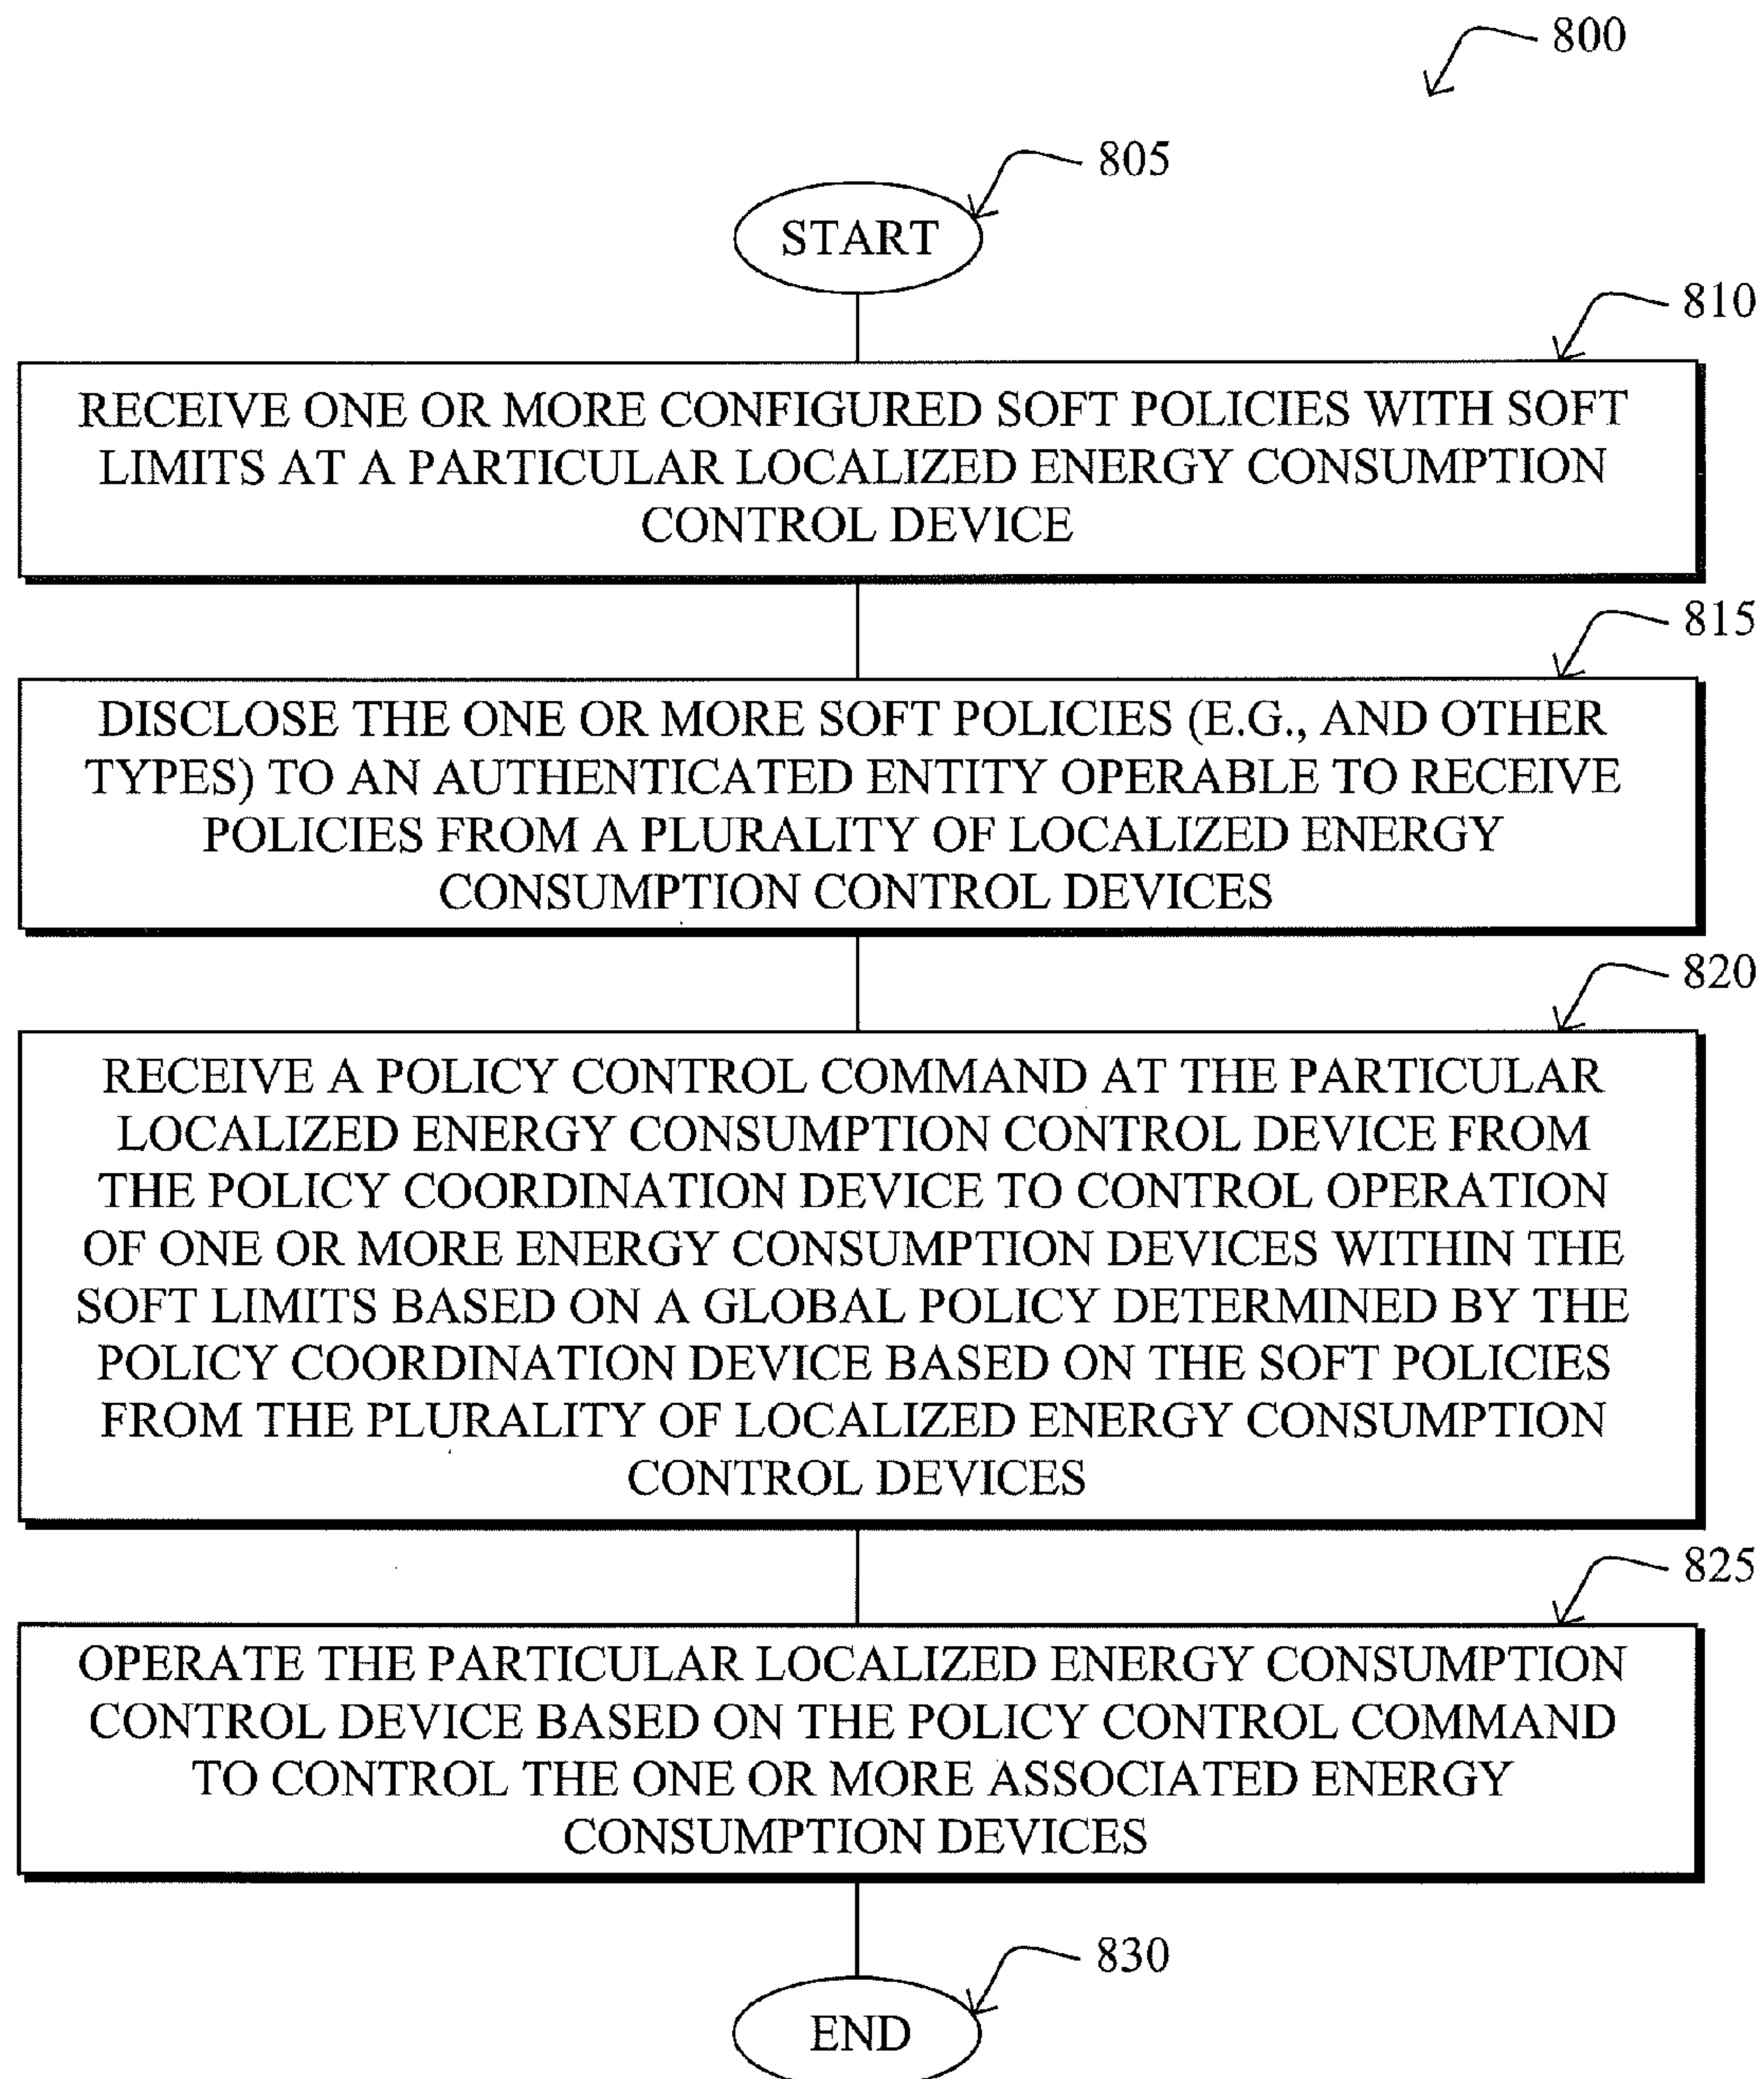 800
805
START
810
RECEIVE ONE OR MORE CONFIGURED SOFT POLICIES WITH SOFT
LIMITS AT A PARTICULAR LOCALIZED ENERGY CONSUMPTION
CONTROL DEVICE
815
DISCLOSE THE ONE OR MORE SOFT POLICIES (E.G., AND OTHER
TYPES) TO AN AUTHENTICATED ENTITY OPERABLE TO RECEIVE
POLICIES FROM A PLURALITY OF LOCALIZED ENERGY
CONSUMPTION CONTROL DEVICES
820
RECEIVE A POLICY CONTROL COMMAND AT THE PARTICULAR
LOCALIZED ENERGY CONSUMPTION CONTROL DEVICE FROM
THE POLICY COORDINATION DEVICE TO CONTROL OPERATION
OF ONE OR MORE ENERGY CONSUMPTION DEVICES WITHIN THE
SOFT LIMITS BASED ON A GLOBAL POLICY DETERMINED BY THE
POLICY COORDINATION DEVICE BASED ON THE SOFT POLICIES
FROM THE PLURALITY OF LOCALIZED ENERGY CONSUMPTION
CONTROL DEVICES
825
OPERATE THE PARTICULAR LOCALIZED ENERGY CONSUMPTION
CONTROL DEVICE BASED ON THE POLICY CONTROL COMMAND
TO CONTROL THE ONE OR MORE ASSOCIATED ENERGY
CONSUMPTION DEVICES
830
END